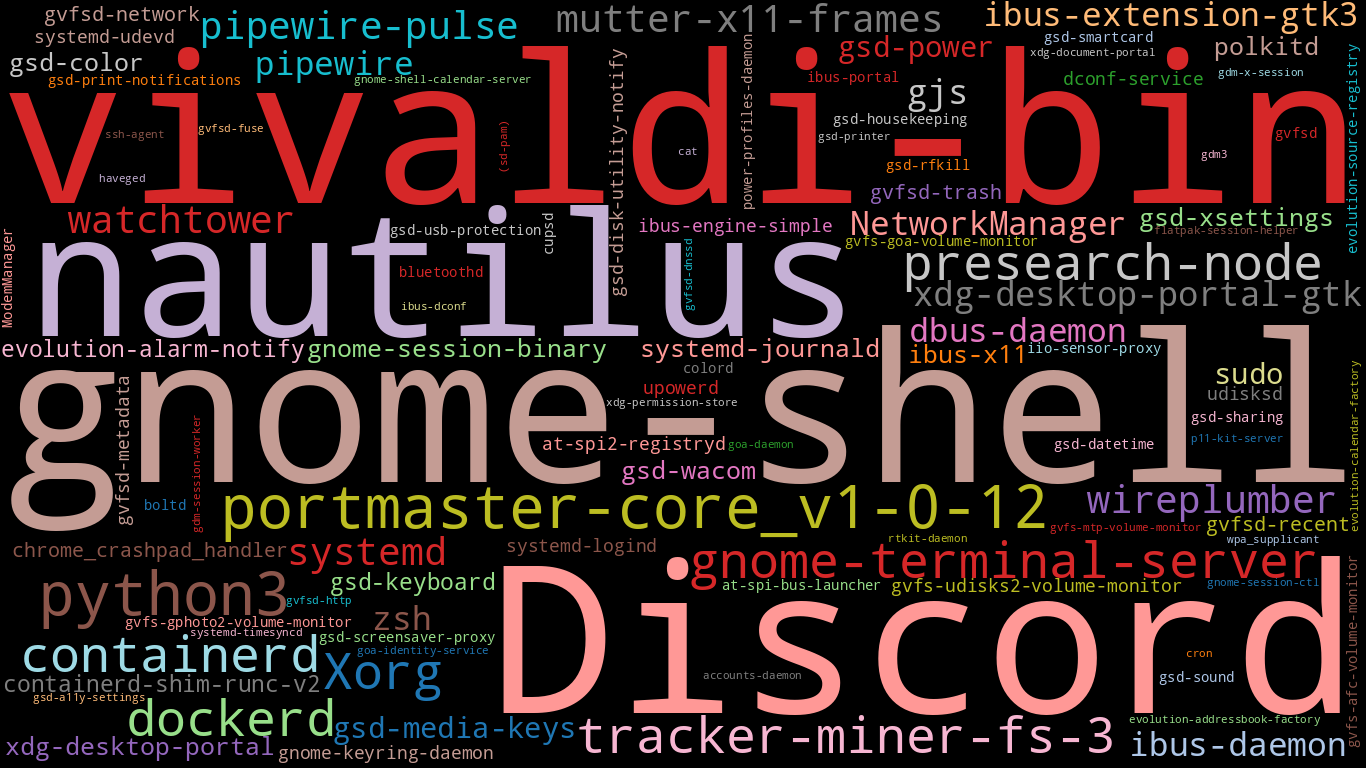 gvfsd-network
systemd-udevd
pipewire-pulse
mutter-x11-frames
ibus-extension-gtk3
gsd-color
pipewire
gsd-power
gsd-smartcard
xdg-document-portal
polkitd
gsd-print-notifications
gnome-shell-calendar-server
ibus-portal
dconf-service
gdm-x-session
vivaldi-bin
gjs
ssh-agent
gvfsd-fuse
(sd-pam)
gsd-disk-utility-notify
power-profiles-daemon
gsd-housekeeping
gsd-printer
gvfsd
evolution-source-registry
haveged
cat
gsd-rfkill
gdm3
gvfsd-trash
watchtower
gsd-usb-protection
cupsd
ibus-engine-simple
NetworkManager
gsd-xsettings
flatpak-session-helper
ModemManager
nautilus
gvfsd-dnssd
gvfs-goa-volume-monitor
bluetoothd
presearch-node
ibus-dconf
xdg-desktop-portal-gtk
dbus-daemon
evolution-alarm-notify
gnome-session-binary
systemd-journald
ibus-x11
iio-sensor-proxy
colord
gnome-shell
gvfsd-metadata
upowerd
sudo
udisksd
xdg-permission-store
gsd-sharing
evolution-calendar-factory
gdm-session-worker
at-spi2-registryd
goa-daemon
gsd-datetime
p11-kit-server
gsd-wacom
boltd
portmaster-core_v1-0-12
wireplumber
gvfs-mtp-volume-monitor
gvfsd-recent
rtkit-daemon
wpa_supplicant
chrome_crashpad_handler
systemd
systemd-logind
gnome-terminal-server
python3
gsd-keyboard
at-spi-bus-launcher
gvfs-udisks2-volume-monitor
gnome-session-ctl
gvfsd-http
Discord
gvfs-afc-volume-monitor
gvfs-gphoto2-volume-monitor
zsh
systemd-timesyncd
gsd-screensaver-proxy
containerd
goa-identity-service
Xorg
cron
containerd-shim-runc-v2
accounts-daemon
gsd-sound
gsd-a11y-settings
dockerd
gsd-media-keys
tracker-miner-fs-3
evolution-addressbook-factory
xdg-desktop-portal
gnome-keyring-daemon
ibus-daemon